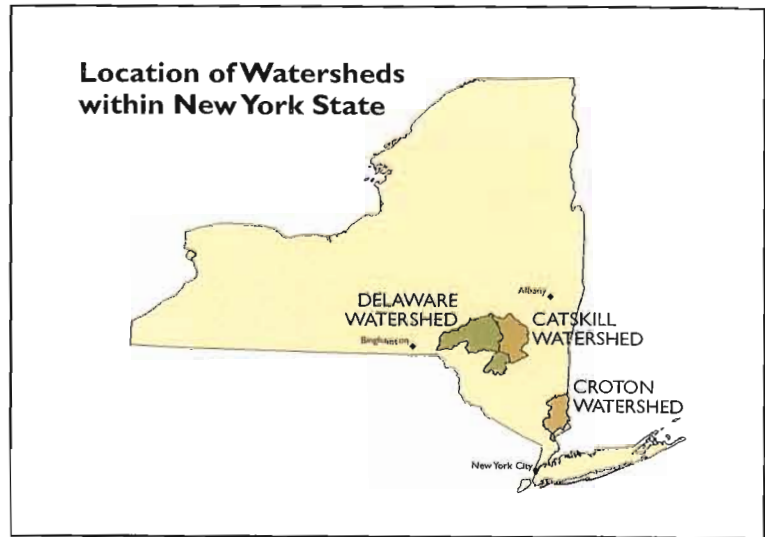 Location of Watersheds
within New York State
Albany
DELAWARE
WATERSHED
CATSKILL
WATERSHED
Binghamton
CROTON
WATERSHED
New York City